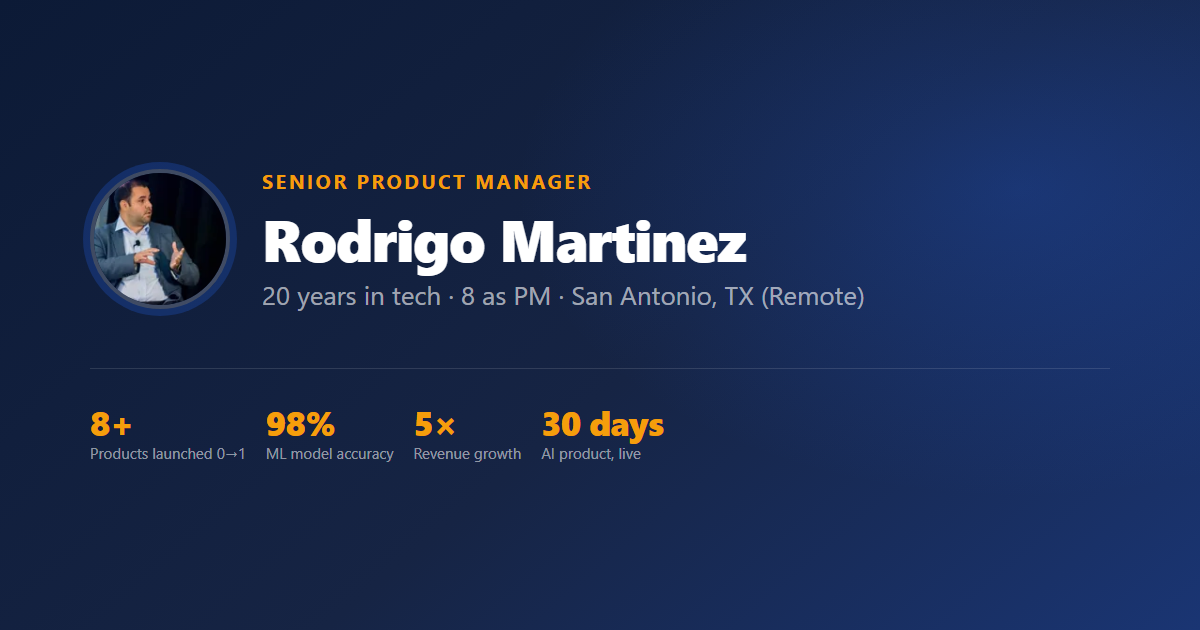 SENIOR PRODUCT MANAGER
Rodrigo Martinez
20 years in tech · 8 as PM · San Antonio, TX (Remote)
8+ 98% 5× 30 days
Products launched 0→1 ML model accuracy Revenue growth AI product, live